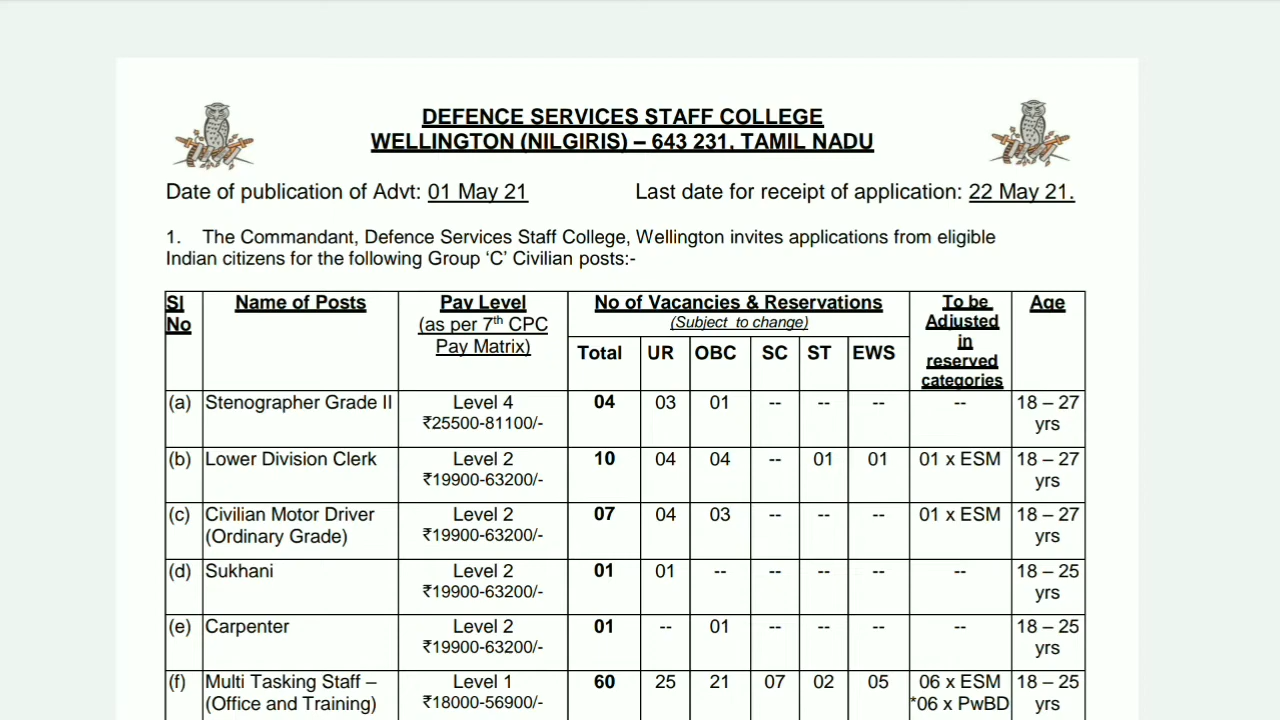 DEFENCE SERVICES STAFF COLLEGE
WELLINGTON (NILGIRIS) – 643 231, TAMIL NADU
Date of publication of Advt: 01 May 21 Last date for receipt of application: 22 May 21.
1. The Commandant, Defence Services Staff College, Wellington invites applications from eligible
Indian citizens for the following Group ‘C’ Civilian posts:-
Sl No Name of Posts Pay Level (as per 7th CPC Pay Matrix) No of Vacancies & Reservations (Subject to change) To be Adjusted in reserved categories Age
Total UR OBC SC ST EWS
(a) Stenographer Grade II Level 4 04 03 01 -- -- -- -- 18 – 27
₹25500-81100/- yrs
(b) Lower Division Clerk Level 2 10 04 04 -- 01 01 01 x ESM 18 – 27
₹19900-63200/- yrs
(c) Civilian Motor Driver Level 2 07 04 03 -- -- -- 01 x ESM 18 – 27
(Ordinary Grade) ₹19900-63200/- yrs
(d) Sukhani Level 2 01 01 -- -- -- -- -- 18 – 25
₹19900-63200/- yrs
(e) Carpenter Level 2 01 -- 01 -- -- -- -- 18 – 25
₹19900-63200/- yrs
(f) Multi Tasking Staff – Level 1 60 25 21 07 02 05 06 x ESM 18 – 25
(Office and Training) ₹18000-56900/- *06 x PwBD yrs